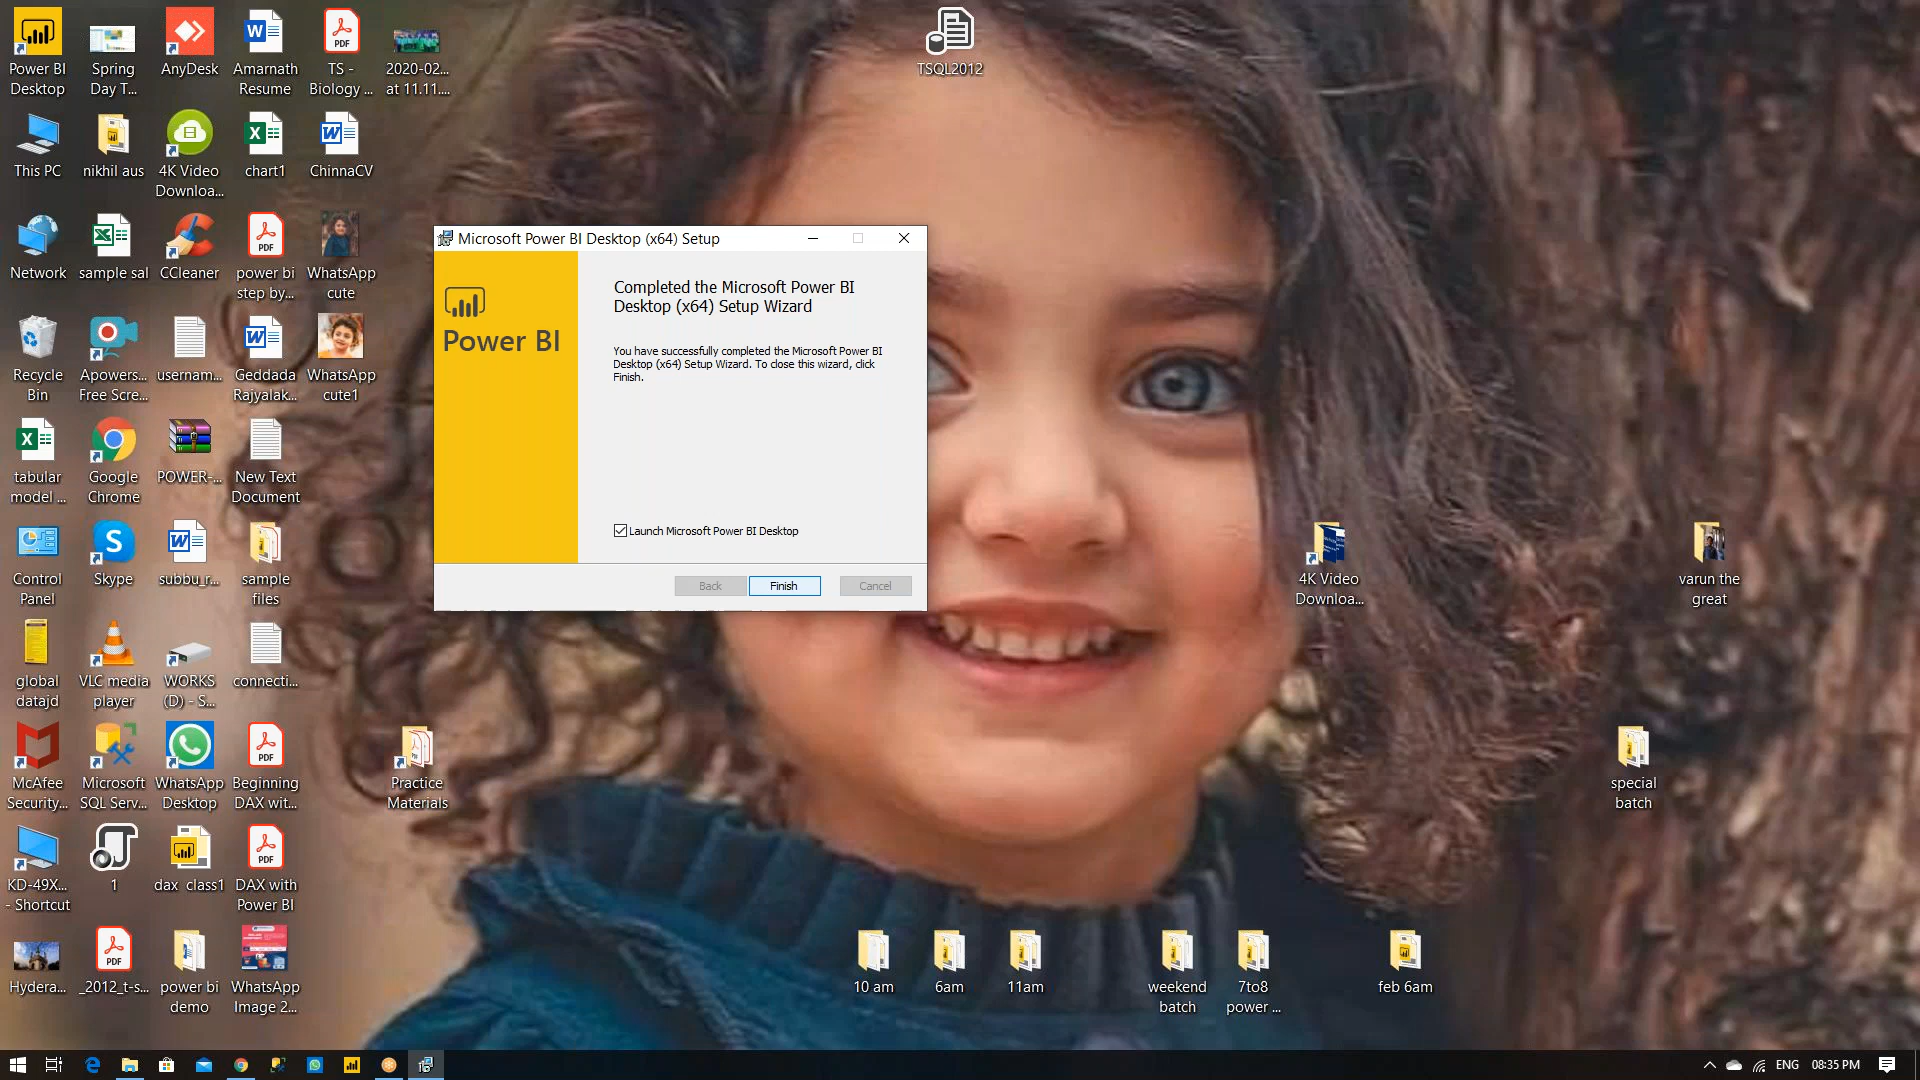 Power BI
Desktop
Spring
Day T...
AnyDesk
Amarnath
Resume
TS -
Biology ...
2020-02...
at 11.11....
TSQL2012
This PC
nikhil aus
4K Video
Downloa...
chart1
ChinnaCV
Network
sample sal
CCleaner
power bi
step by...
WhatsApp
cute
Recycle
Bin
Apowers...
Free Scre...
usernam...
Geddada
Rajyalak...
WhatsApp
cute1
tabular
model ...
Google
Chrome
POWER-...
New Text
Document
Control
Panel
Skype
subbu_r...
sample
files
global
datajd
VLC media
player
WORKS
(D) - S...
connecti...
McAfee
Security...
Microsoft
SQL Serv...
WhatsApp
Desktop
Beginning
DAX wit...
Practice
Materials
KD-49X...
- Shortcut
1
dax class1
DAX with
Power BI
Hydera...
_2012_t-s...
power bi
demo
WhatsApp
Image 2...
Microsoft Power BI Desktop (x64) Setup
Power BI
Completed the Microsoft Power BI
Desktop (x64) Setup Wizard
You have successfully completed the Microsoft Power BI
Desktop (x64) Setup Wizard. To close this wizard, click
Finish.
Launch Microsoft Power BI Desktop
Back
Finish
Cancel
4K Video
Downloa...
varun the
great
special
batch
10 am
6am
11am
weekend
batch
7to8
power ...
feb 6am
ENG
08:35 PM